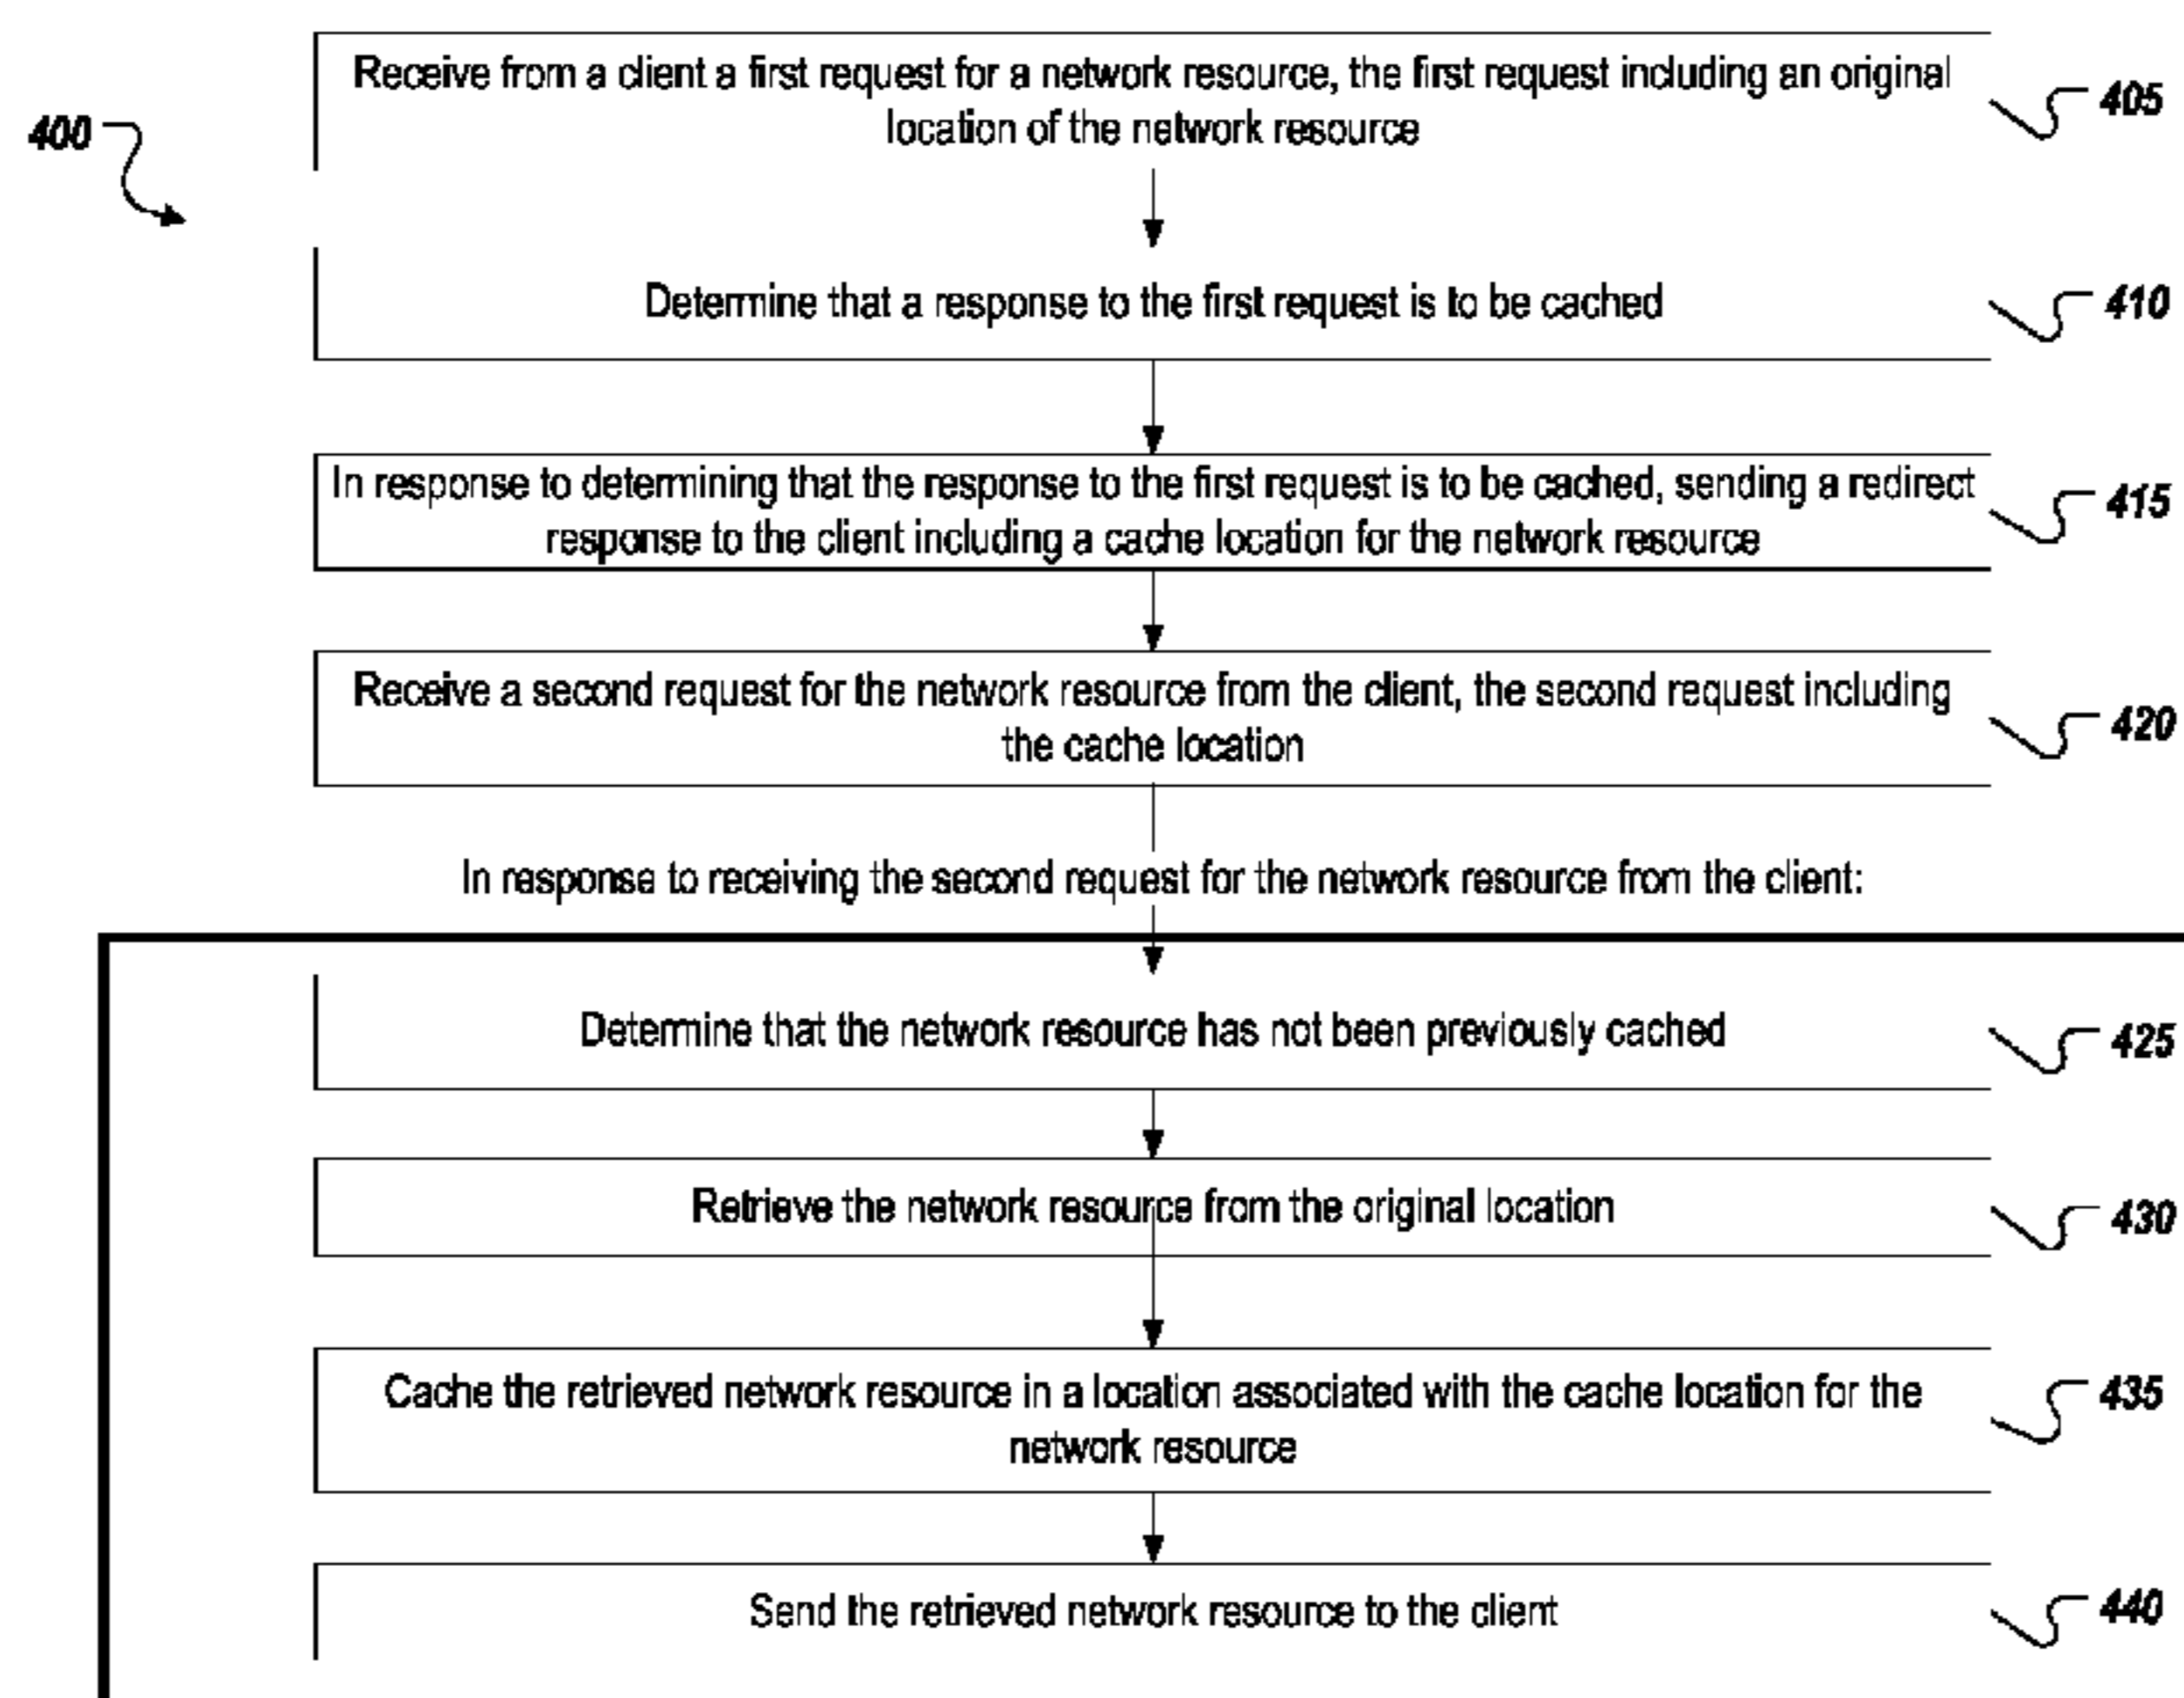 Receive from a client a first request for a network resource, the first request including an original
location of the network resource
405
400
Determine that a response to the first request is to be cached
410
In response to determining that the response to the first request is to be cached, sending a redirect
response to the client including a cache location for the network resource
415
Receive a second request for the network resource from the client, the second request including
the cache location
420
In response to receiving the second request for the network resource from the client:
Determine that the network resource has not been previously cached
425
Retrieve the network resource from the original location
430
Cache the retrieved network resource in a location associated with the cache location for the
network resource
435
Send the retrieved network resource to the client
440